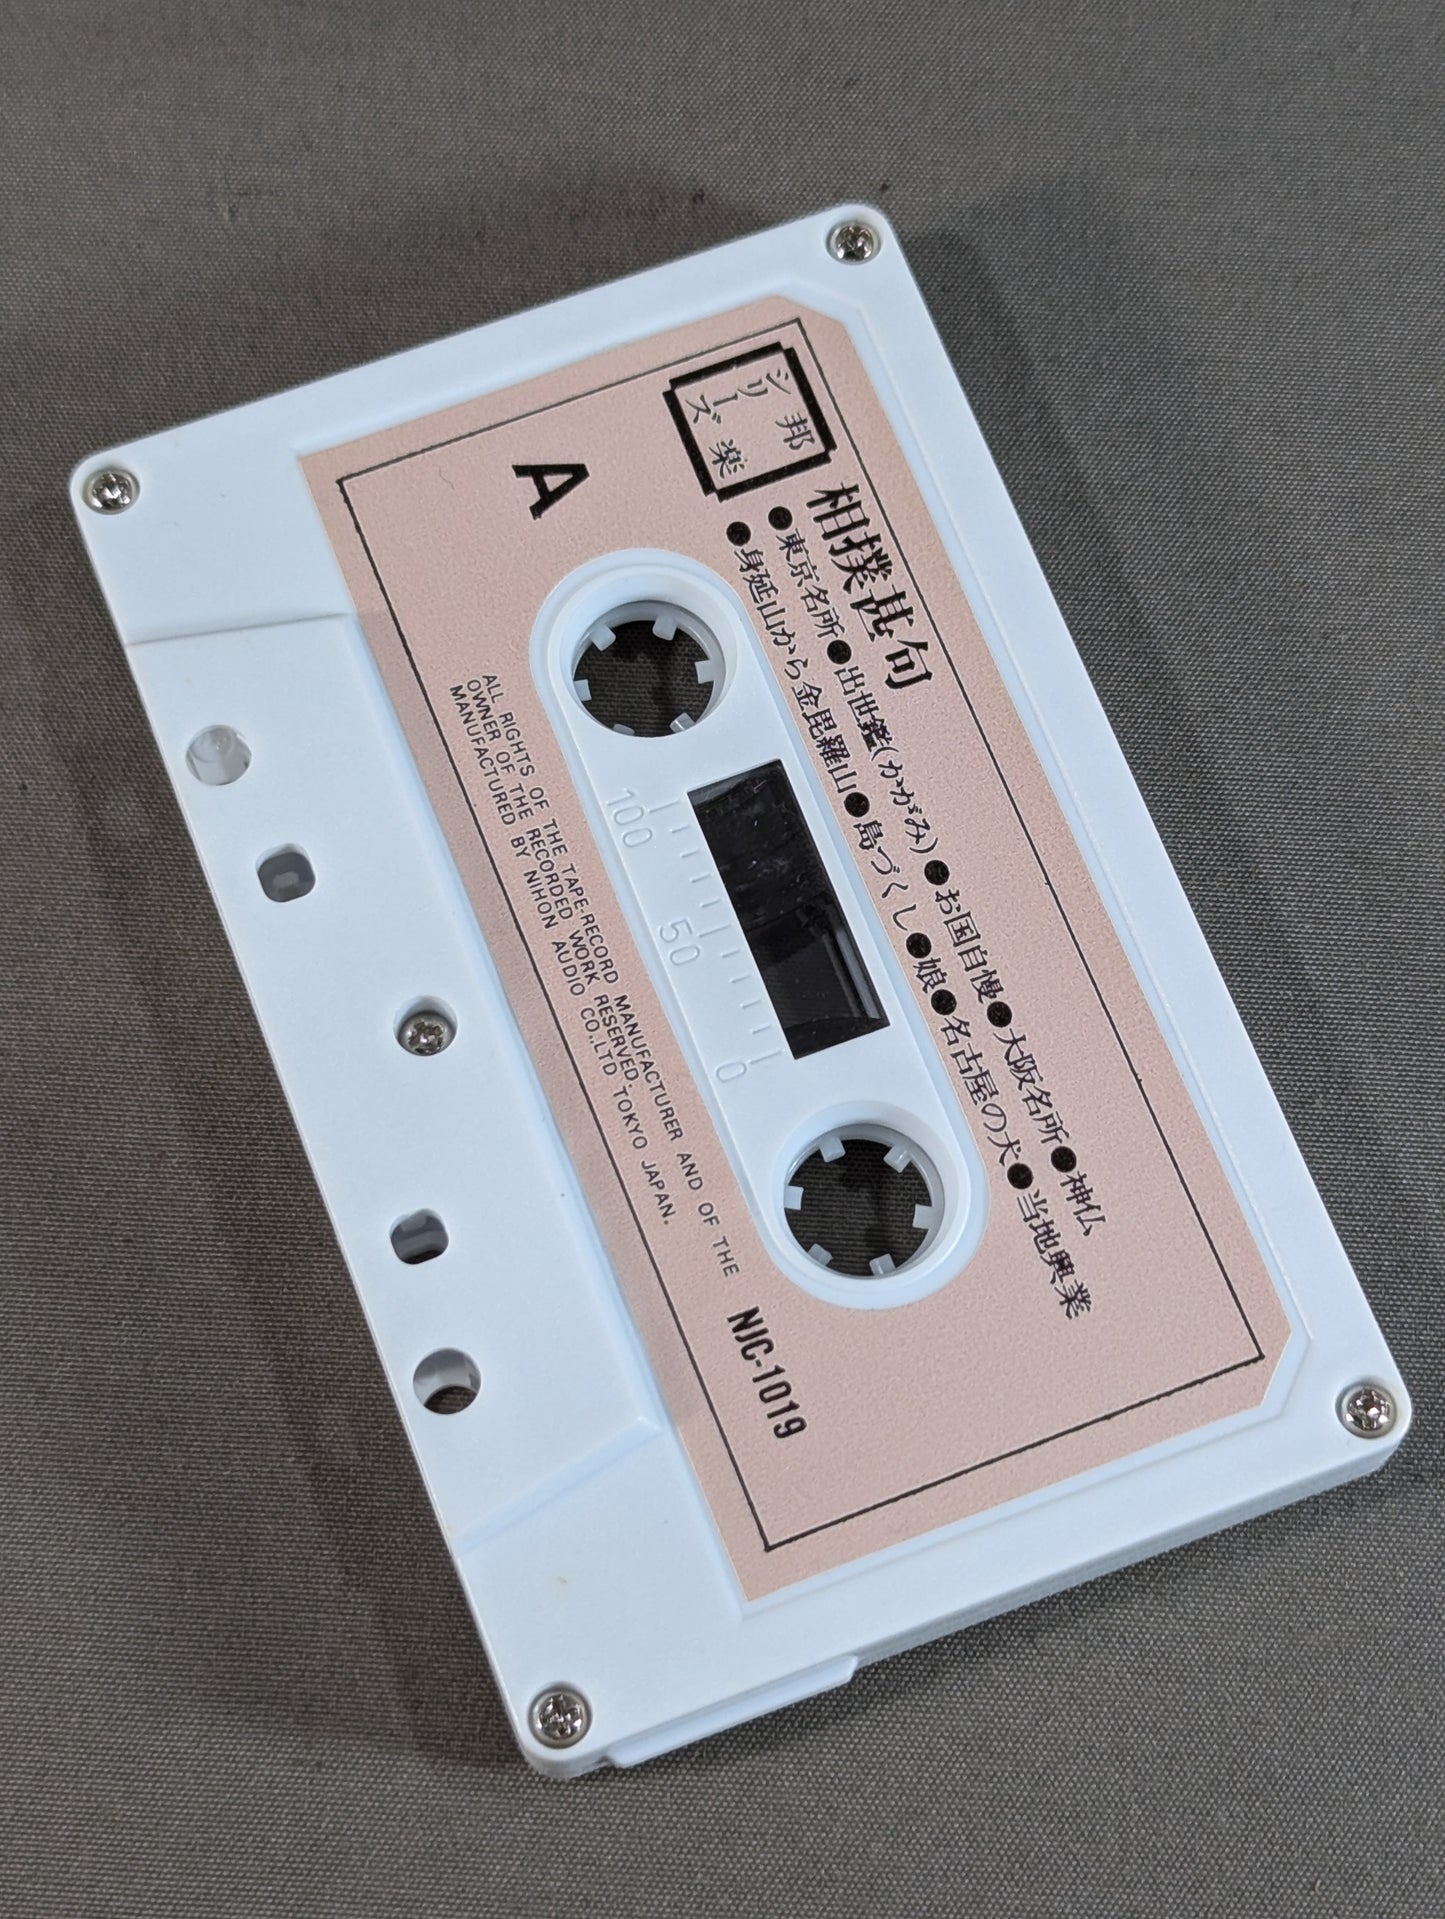 邦楽
シリーズ
相撲甚句
●東京名所●出世鑑(かがみ)●お国自慢●大阪名所●神仏
●身延山から金毘羅山●島づくし●娘●名古屋の犬●当地興業
A
100 50 0
ALL RIGHTS OF THE TAPE-RECORD MANUFACTURER AND OF THE
OWNER OF THE RECORDED WORK RESERVED.
MANUFACTURED BY NIHON AUDIO CO.,LTD TOKYO JAPAN.
NJC-1019